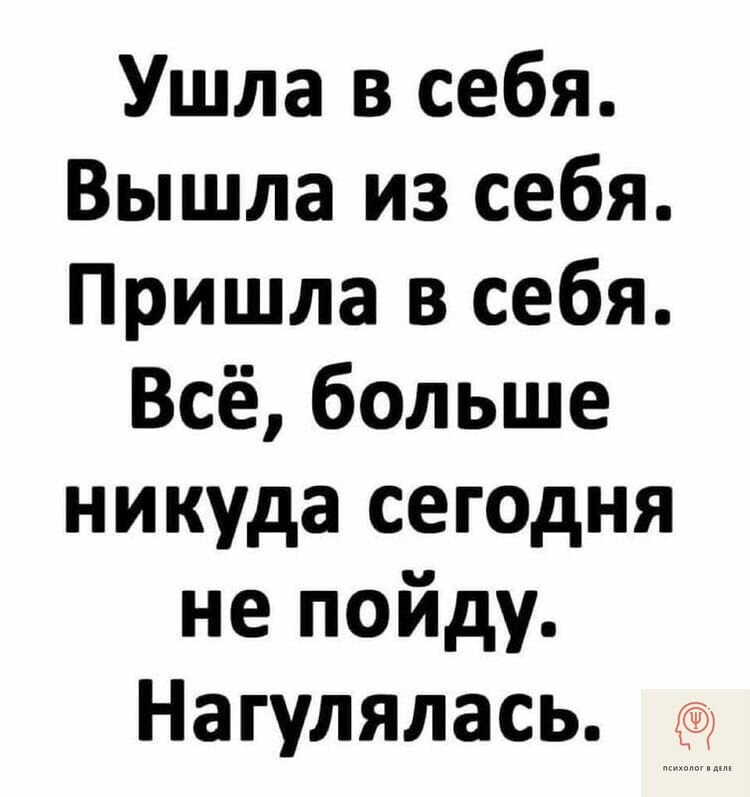 Ушла в себя.
Вышла из себя.
Пришла в себя.
Всё, больше
никуда сегодня
не пойду.
Нагулялась.
ПСИХОЛОГ В ДЕЛЕ